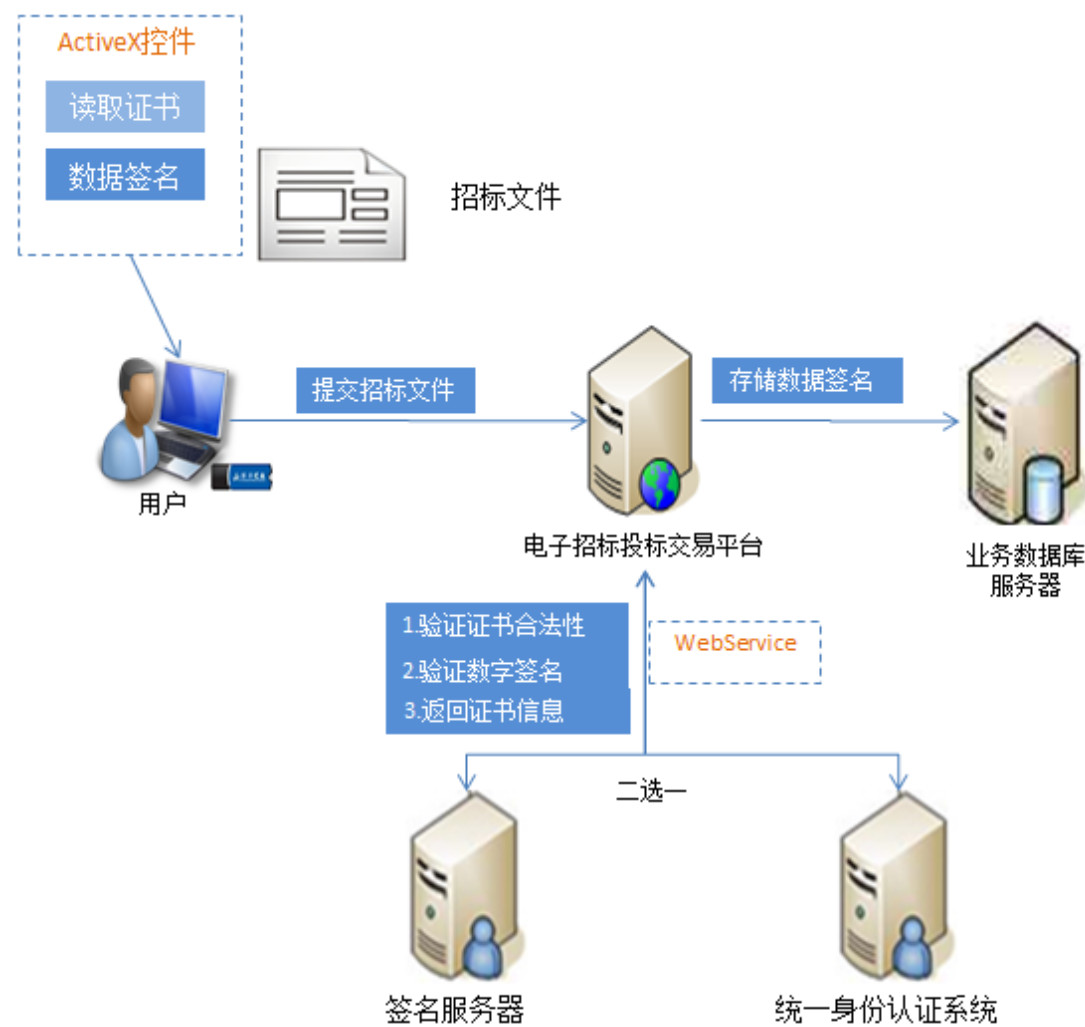 ActiveX控件
读取证书
数据签名
招标文件
提交招标文件
存储数据签名
用户
电子招标投标交易平台
业务数据库
服务器
1.验证证书合法性
2.验证数字签名
3.返回证书信息
WebService
二选一
签名服务器
统一身份认证系统